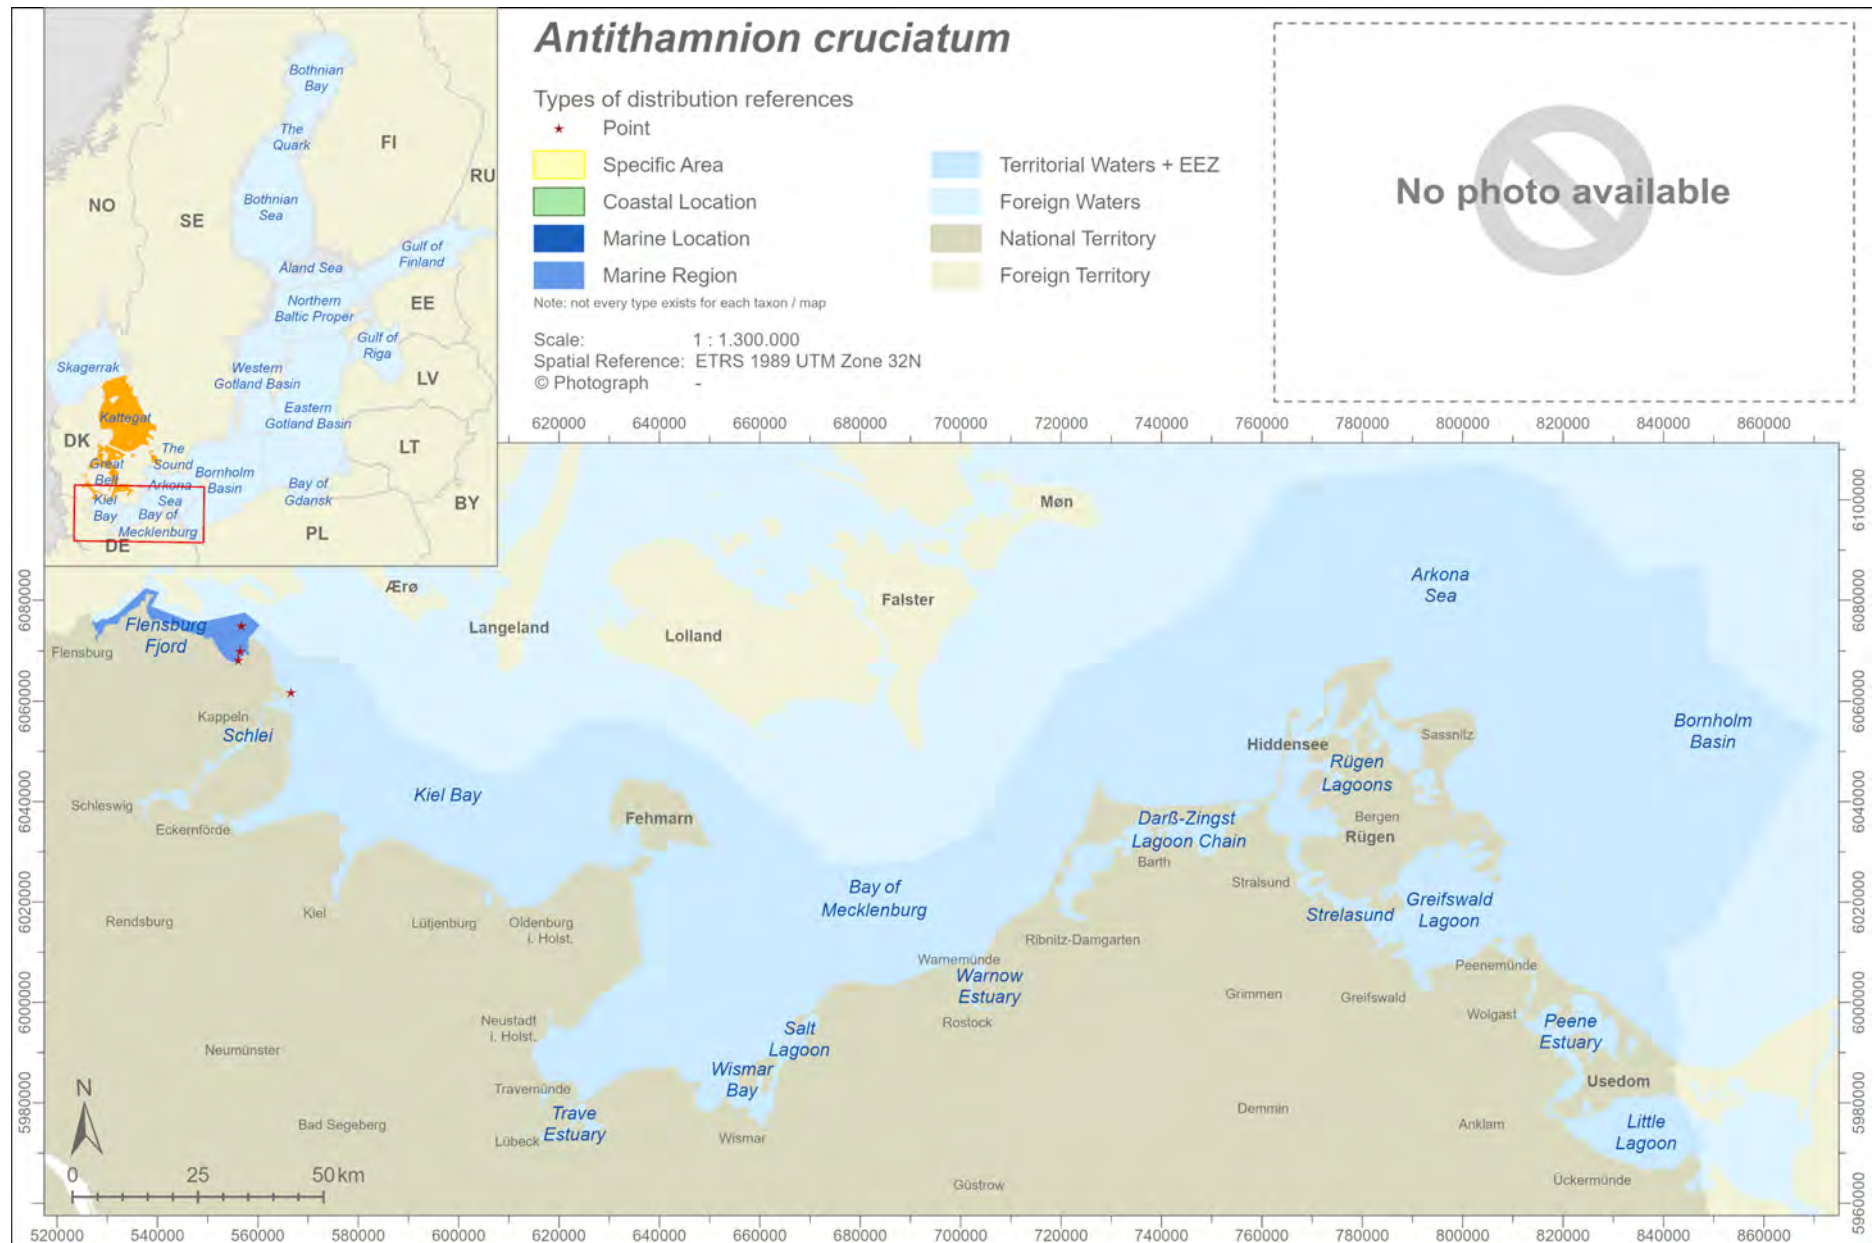 Antithamnion cruciatum
Types of distribution references
Point
Specific Area
Coastal Location
Marine Location
Marine Region
Territorial Waters + EEZ
Foreign Waters
National Territory
Foreign Territory
Note: not every type exists for each taxon / map
Scale: 1 : 1.300.000
Spatial Reference: ETRS 1989 UTM Zone 32N
© Photograph -
No photo available
Bothnian
Bay
The
Quark
FI
RU
NO
SE
Bothnian
Sea
Gulf of
Finland
Åland Sea
Northern
Baltic Proper
EE
Gulf of
Riga
Skagerrak
Western
Gotland Basin
LV
Kattegat
Eastern
Gotland Basin
DK
The
Sound
LT
Great
Belt
Bornholm
Basin
Arkona
Sea
Bay of
Gdansk
Kiel
Bay
Bay of
Mecklenburg
BY
DE
PL
620000 640000 660000 680000 700000 720000 740000 760000 780000 800000 820000 840000 860000
Møn
Ærø
Langeland
Lolland
Falster
Arkona
Sea
Flensburg
Fjord
Flensburg
Kappeln
Schlei
Schleswig
Eckernförde
Kiel Bay
Fehmarn
Hiddensee
Sassnitz
Bornholm
Basin
Rügen
Lagoons
Bergen
Rügen
Darß-Zingst
Lagoon Chain
Barth
Stralsund
Strelasund
Greifswald
Lagoon
Bay of
Mecklenburg
Rendsburg
Kiel
Lütjenburg
Oldenburg
i. Holst.
Ribnitz-Damgarten
Warnemünde
Warnow
Estuary
Rostock
Grimmen
Greifswald
Peenemünde
Wolgast
Peene
Estuary
Usedom
Neustadt
i. Holst.
Neumünster
Salt
Lagoon
Wismar
Bay
Travemünde
Trave
Estuary
Lübeck
Wismar
Bad Segeberg
Demmin
Anklam
Little
Lagoon
Ückermünde
Güstrow
N
0 25 50 km
6080000
6060000
6040000
6020000
6000000
5980000
6100000
6080000
6060000
6040000
6020000
6000000
5980000
5960000
520000 540000 560000 580000 600000 620000 640000 660000 680000 700000 720000 740000 760000 780000 800000 820000 840000 860000